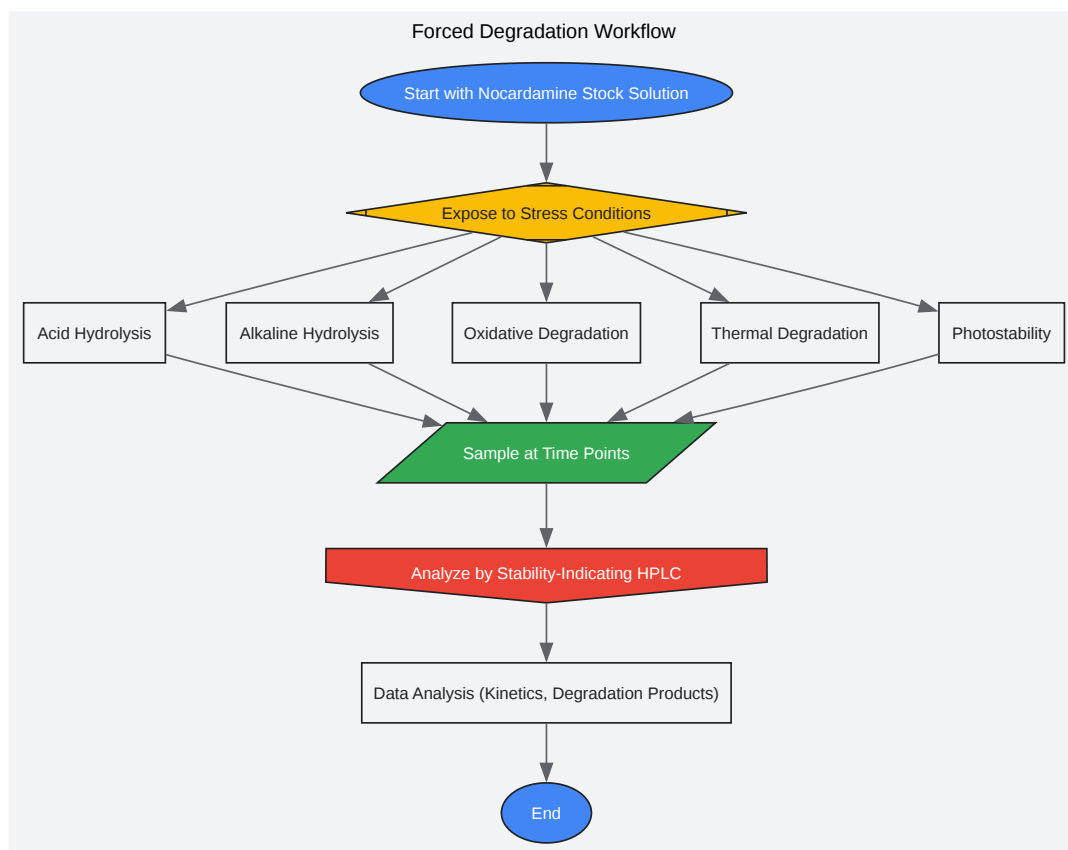 Forced Degradation Workflow
Start with Nocardamine Stock Solution
Expose to Stress Conditions
Acid Hydrolysis
Alkaline Hydrolysis
Oxidative Degradation
Thermal Degradation
Photostability
Sample at Time Points
Analyze by Stability-Indicating HPLC
Data Analysis (Kinetics, Degradation Products)
End